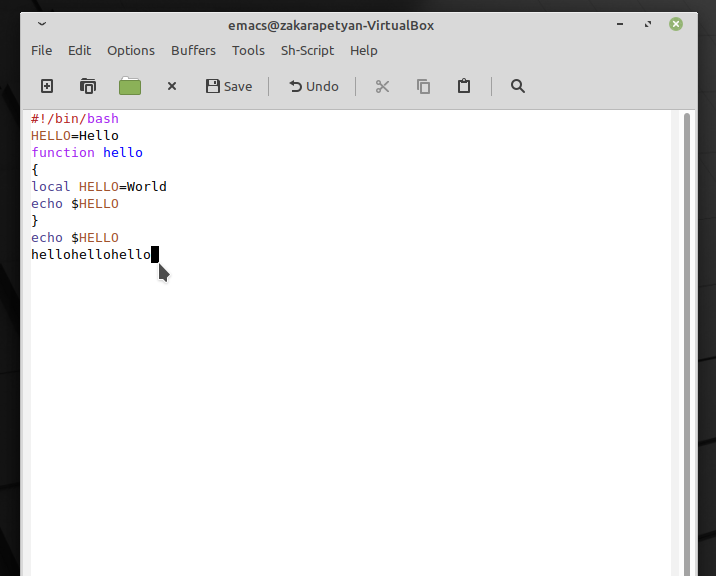 emacs@zakarapetyan-VirtualBox
File Edit Options Buffers Tools Sh-Script Help
Save Undo
#!/bin/bash
HELLO=Hello
function hello
{
local HELLO=World
echo $HELLO
}
echo $HELLO
hellohellohello